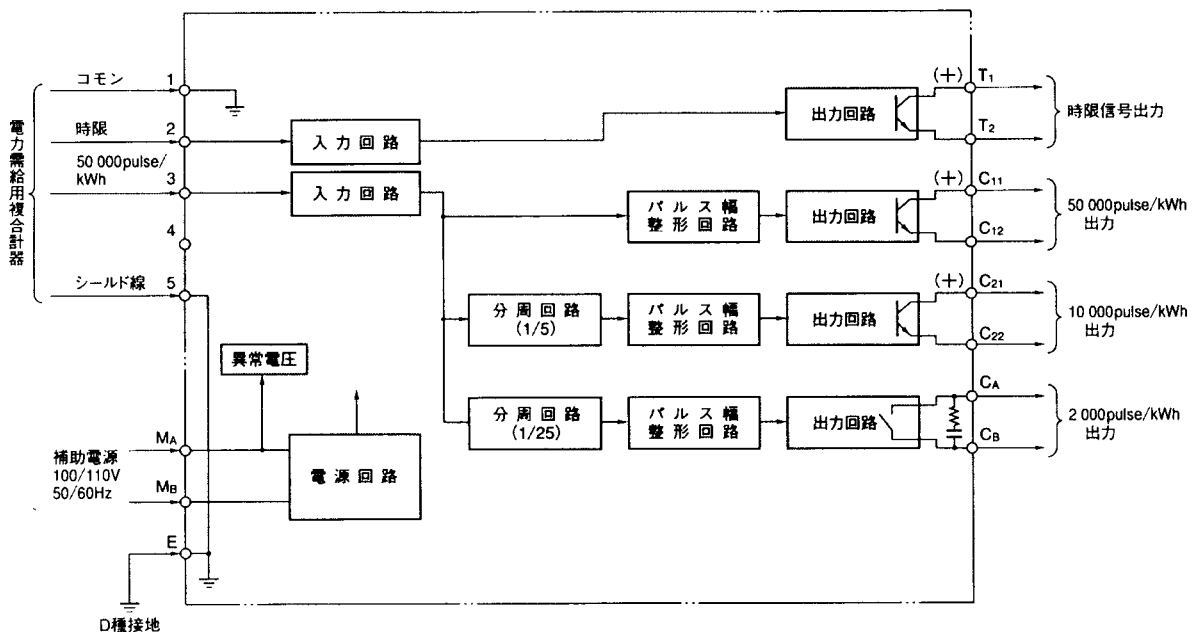 電力需給用複合計器
コモン
1
時限
2
50 000pulse/
kWh
3
4
シールド線
5
入力回路
入力回路
出力回路
(+)
T1
T2
時限信号出力
パルス幅
整形回路
出力回路
(+)
C11
C12
50 000pulse/kWh
出力
分周回路
(1/5)
パルス幅
整形回路
出力回路
(+)
C21
C22
10 000pulse/kWh
出力
異常電圧
分周回路
(1/25)
パルス幅
整形回路
出力回路
CA
CB
2 000pulse/kWh
出力
補助電源
100/110V
50/60Hz
MA
MB
電源回路
E
D種接地